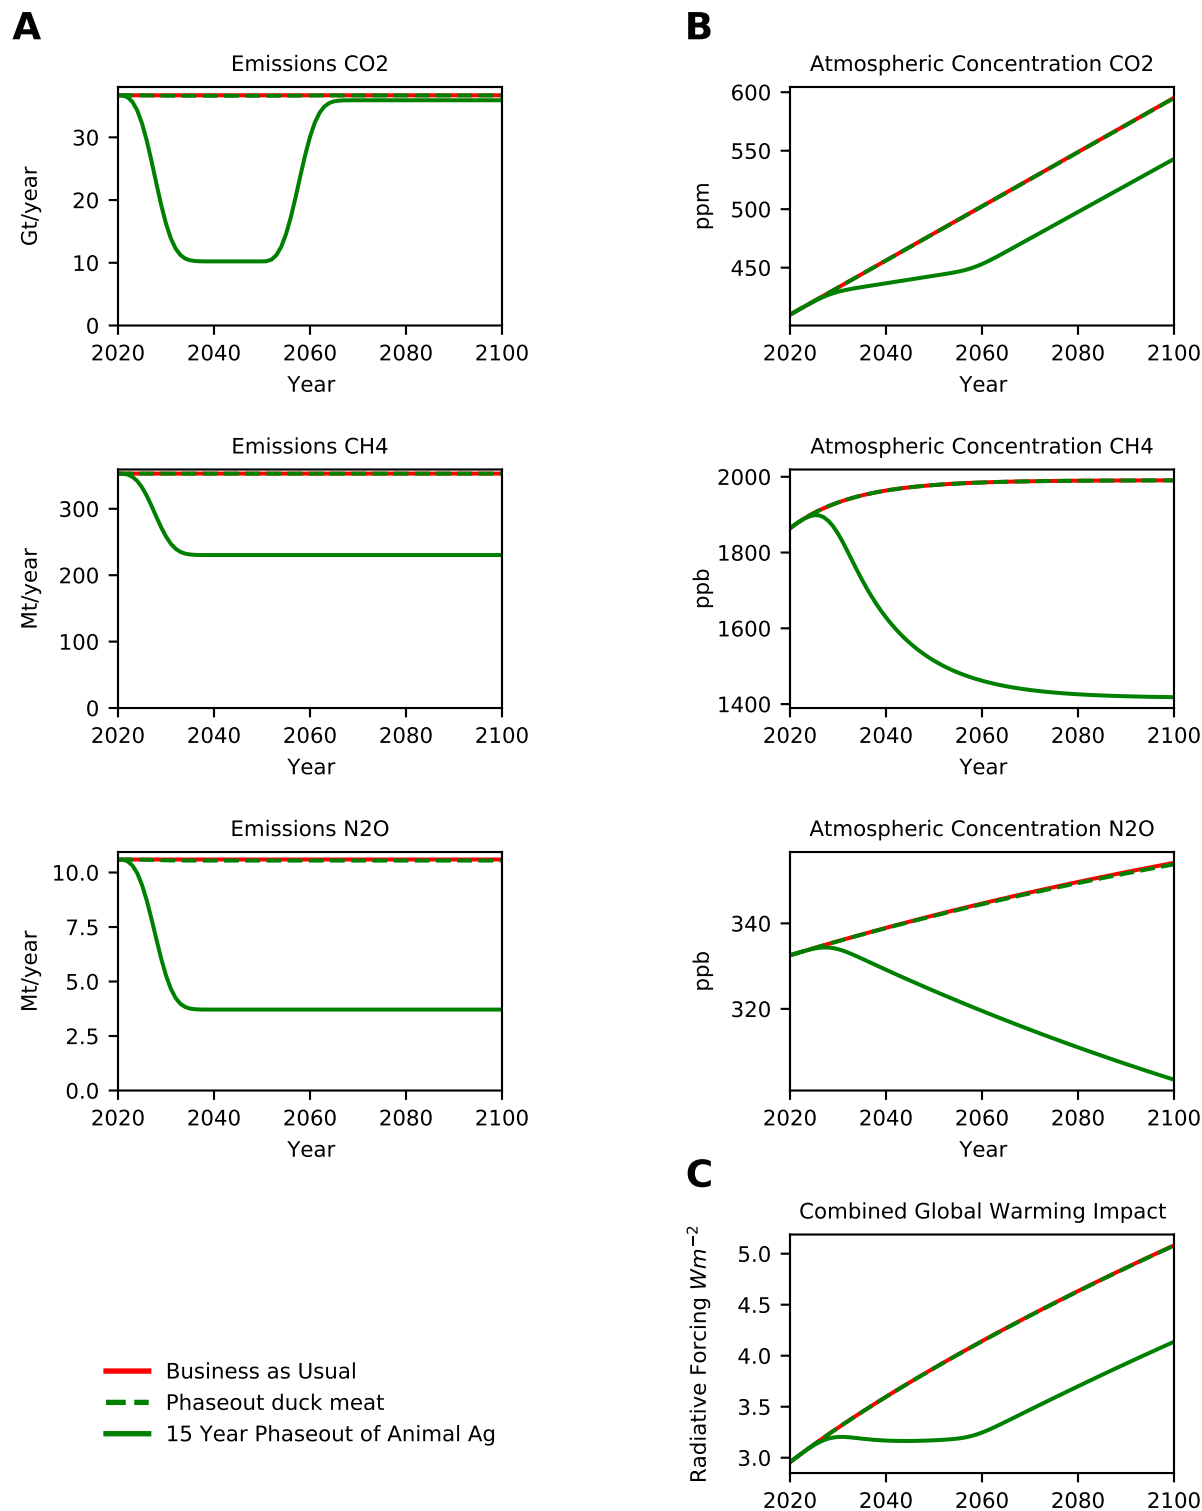 A
Emissions CO2
Gt/year
30
20
10
0
2020 2040 2060 2080 2100
Year
Emissions CH4
Mt/year
300
200
100
0
2020 2040 2060 2080 2100
Year
Emissions N2O
Mt/year
10.0
7.5
5.0
2.5
0.0
2020 2040 2060 2080 2100
Year
Business as Usual
Phaseout duck meat
15 Year Phaseout of Animal Ag
B
Atmospheric Concentration CO2
ppm
600
550
500
450
2020 2040 2060 2080 2100
Year
Atmospheric Concentration CH4
ppb
2000
1800
1600
1400
2020 2040 2060 2080 2100
Year
Atmospheric Concentration N2O
ppb
340
320
2020 2040 2060 2080 2100
Year
C
Combined Global Warming Impact
Radiative Forcing Wm⁻²
5.0
4.5
4.0
3.5
3.0
2020 2040 2060 2080 2100